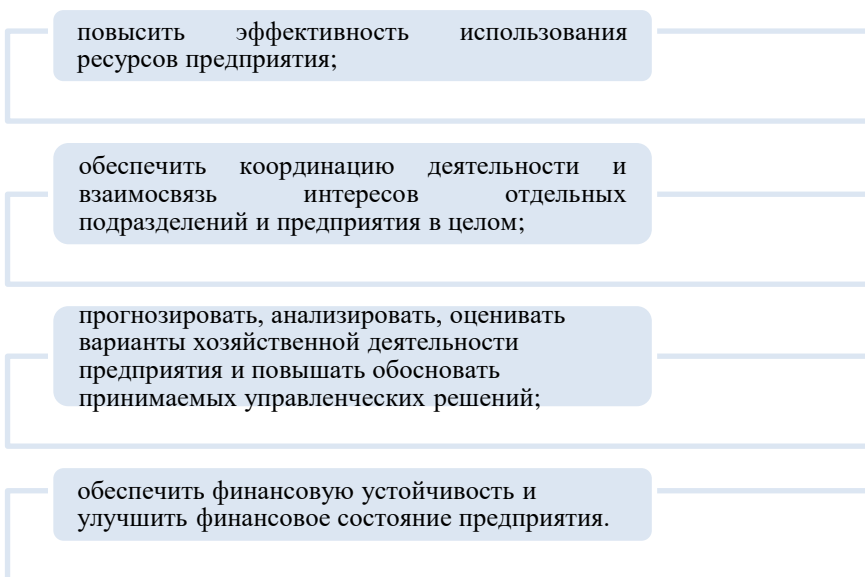 повысить эффективность использования
ресурсов предприятия;
обеспечить координацию деятельности и
взаимосвязь интересов отдельных
подразделений и предприятия в целом;
прогнозировать, анализировать, оценивать
варианты хозяйственной деятельности
предприятия и повышать обосновать
принимаемых управленческих решений;
обеспечить финансовую устойчивость и
улучшить финансовое состояние предприятия.